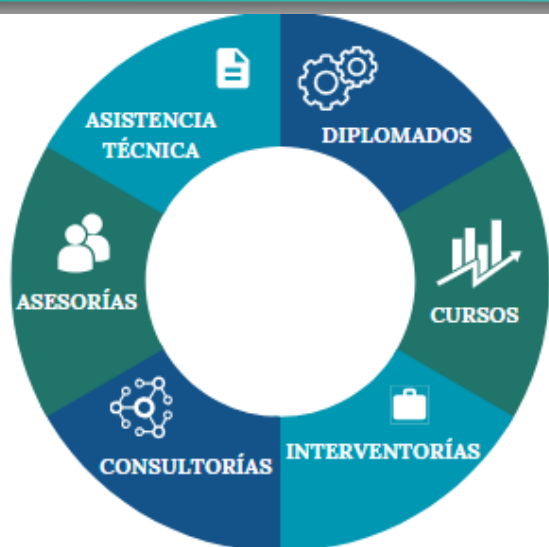 ASISTENCIA
TÉCNICA
DIPLOMADOS
ASESORÍAS
CURSOS
CONSULTORÍAS
INTERVENTORÍAS